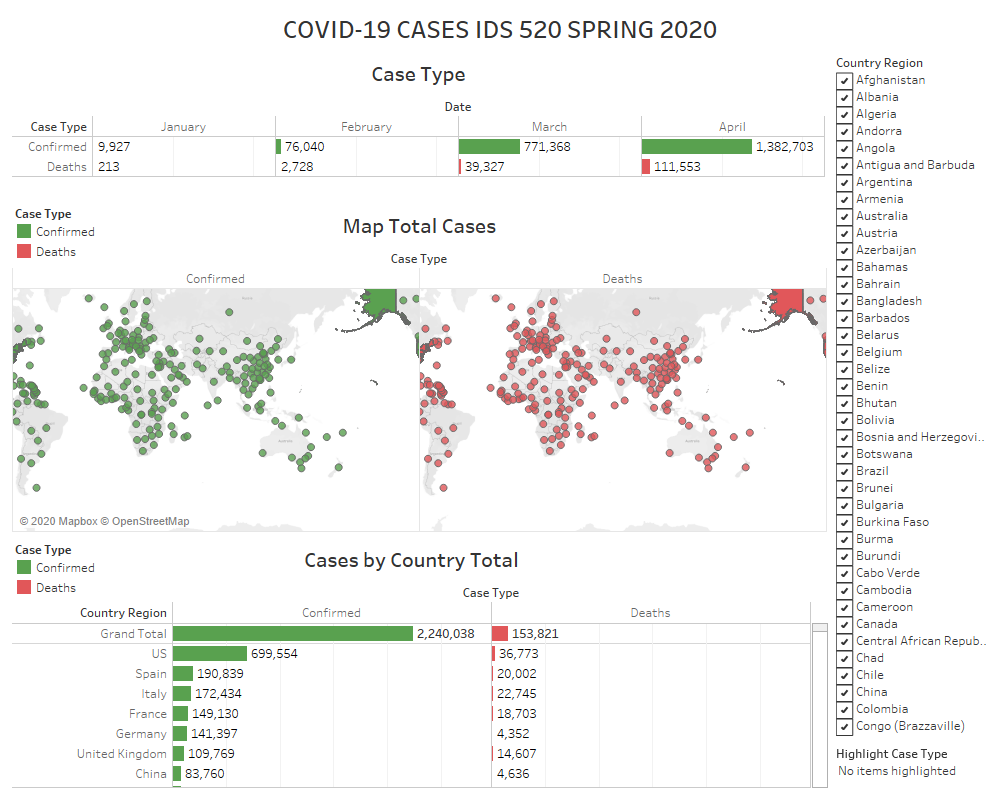 COVID-19 CASES IDS 520 SPRING 2020
Case Type
Date
Case Type January February March April
Confirmed 9,927 76,040 771,368 1,382,703
Deaths 213 2,728 39,327 111,553
Case Type
Confirmed
Deaths
Map Total Cases
Case Type
Confirmed Deaths
© 2020 Mapbox © OpenStreetMap
Case Type
Confirmed
Deaths
Cases by Country Total
Case Type
Country Region Confirmed Deaths
Grand Total 2,240,038 153,821
US 699,554 36,773
Spain 190,839 20,002
Italy 172,434 22,745
France 149,130 18,703
Germany 141,397 4,352
United Kingdom 109,769 14,607
China 83,760 4,636
Country Region
Afghanistan
Albania
Algeria
Andorra
Angola
Antigua and Barbuda
Argentina
Armenia
Australia
Austria
Azerbaijan
Bahamas
Bahrain
Bangladesh
Barbados
Belarus
Belgium
Belize
Benin
Bhutan
Bolivia
Bosnia and Herzegovi..
Botswana
Brazil
Brunei
Bulgaria
Burkina Faso
Burma
Burundi
Cabo Verde
Cambodia
Cameroon
Canada
Central African Repub..
Chad
Chile
China
Colombia
Congo (Brazzaville)
Highlight Case Type
No items highlighted